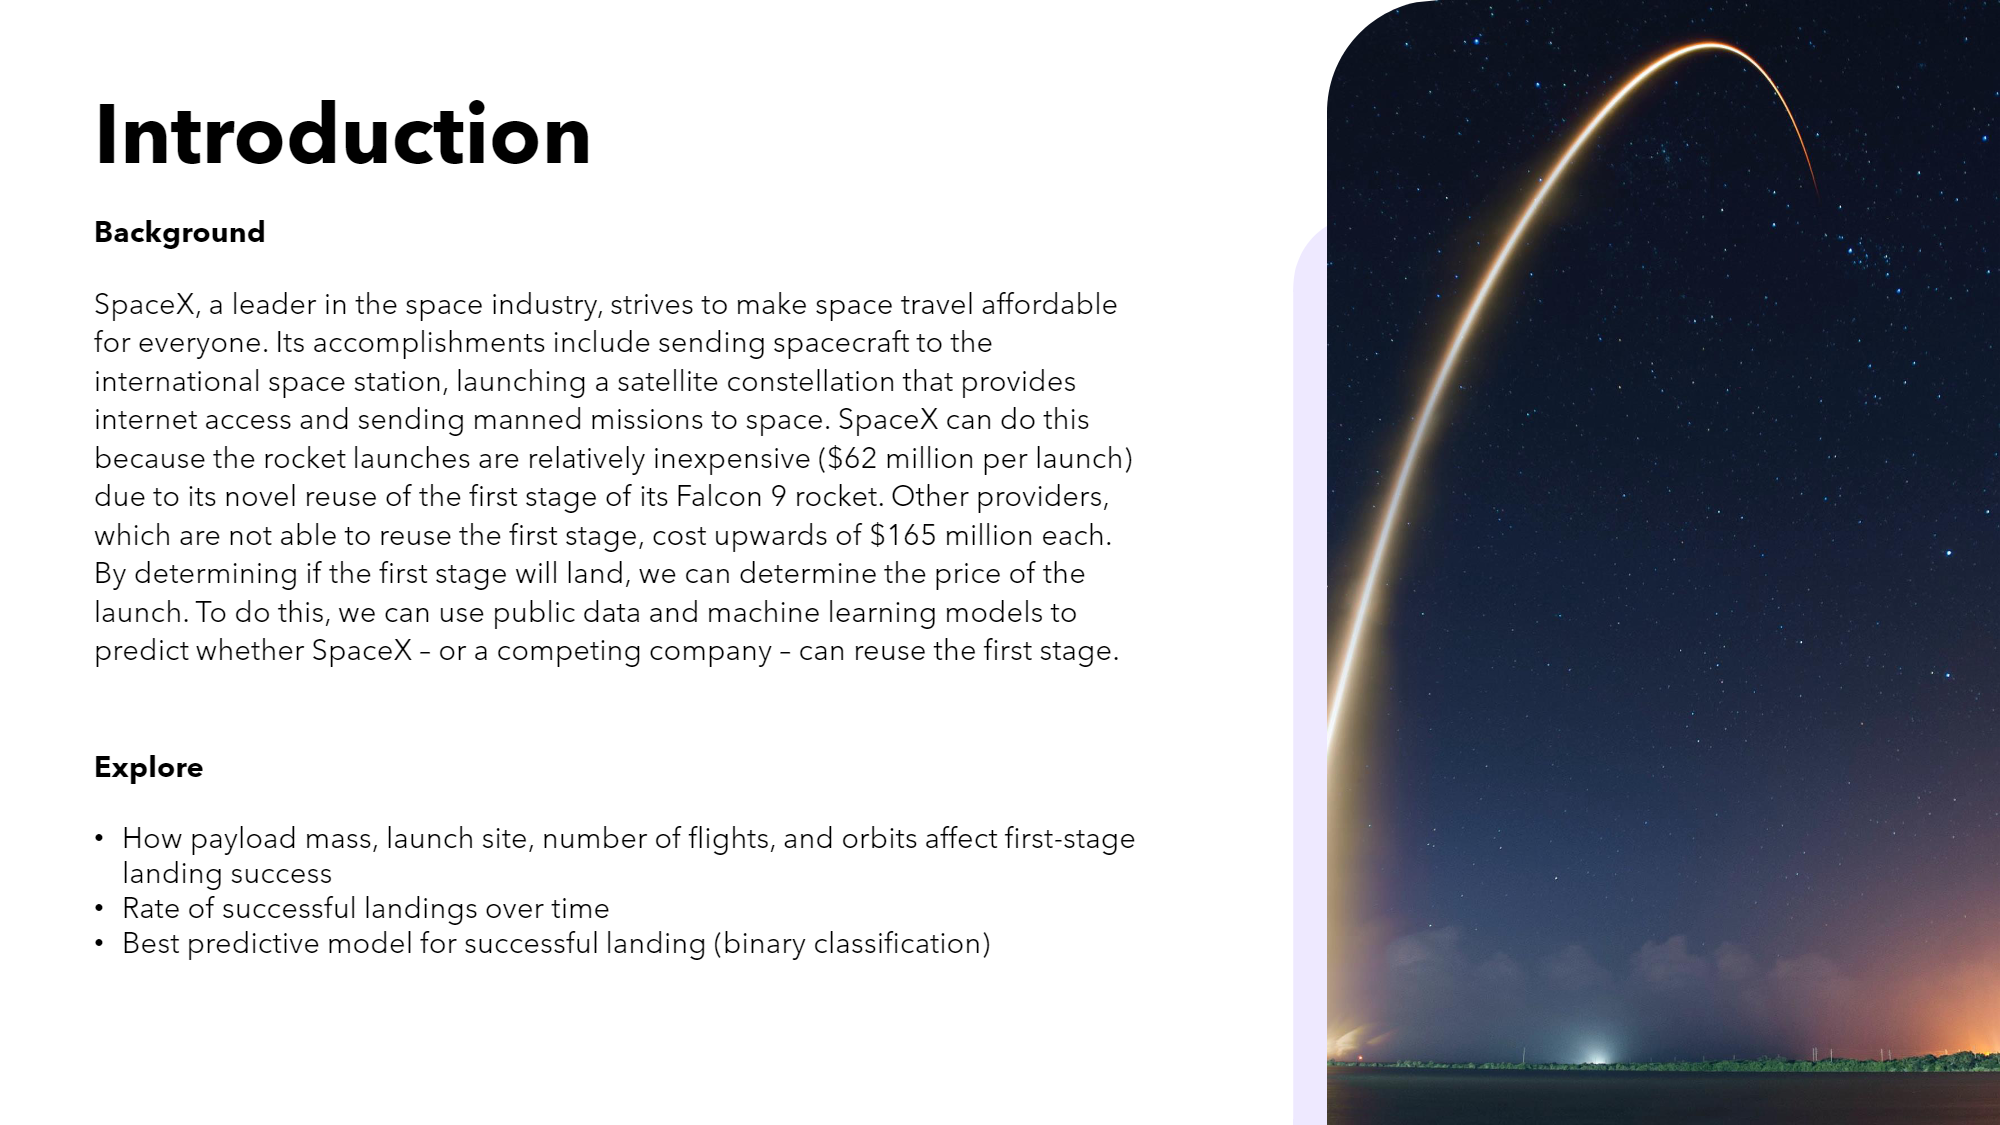 Introduction
Background
SpaceX, a leader in the space industry, strives to make space travel affordable
for everyone. Its accomplishments include sending spacecraft to the
international space station, launching a satellite constellation that provides
internet access and sending manned missions to space. SpaceX can do this
because the rocket launches are relatively inexpensive ($62 million per launch)
due to its novel reuse of the first stage of its Falcon 9 rocket. Other providers,
which are not able to reuse the first stage, cost upwards of $165 million each.
By determining if the first stage will land, we can determine the price of the
launch. To do this, we can use public data and machine learning models to
predict whether SpaceX – or a competing company – can reuse the first stage.
Explore
• How payload mass, launch site, number of flights, and orbits affect first-stage
landing success
• Rate of successful landings over time
• Best predictive model for successful landing (binary classification)